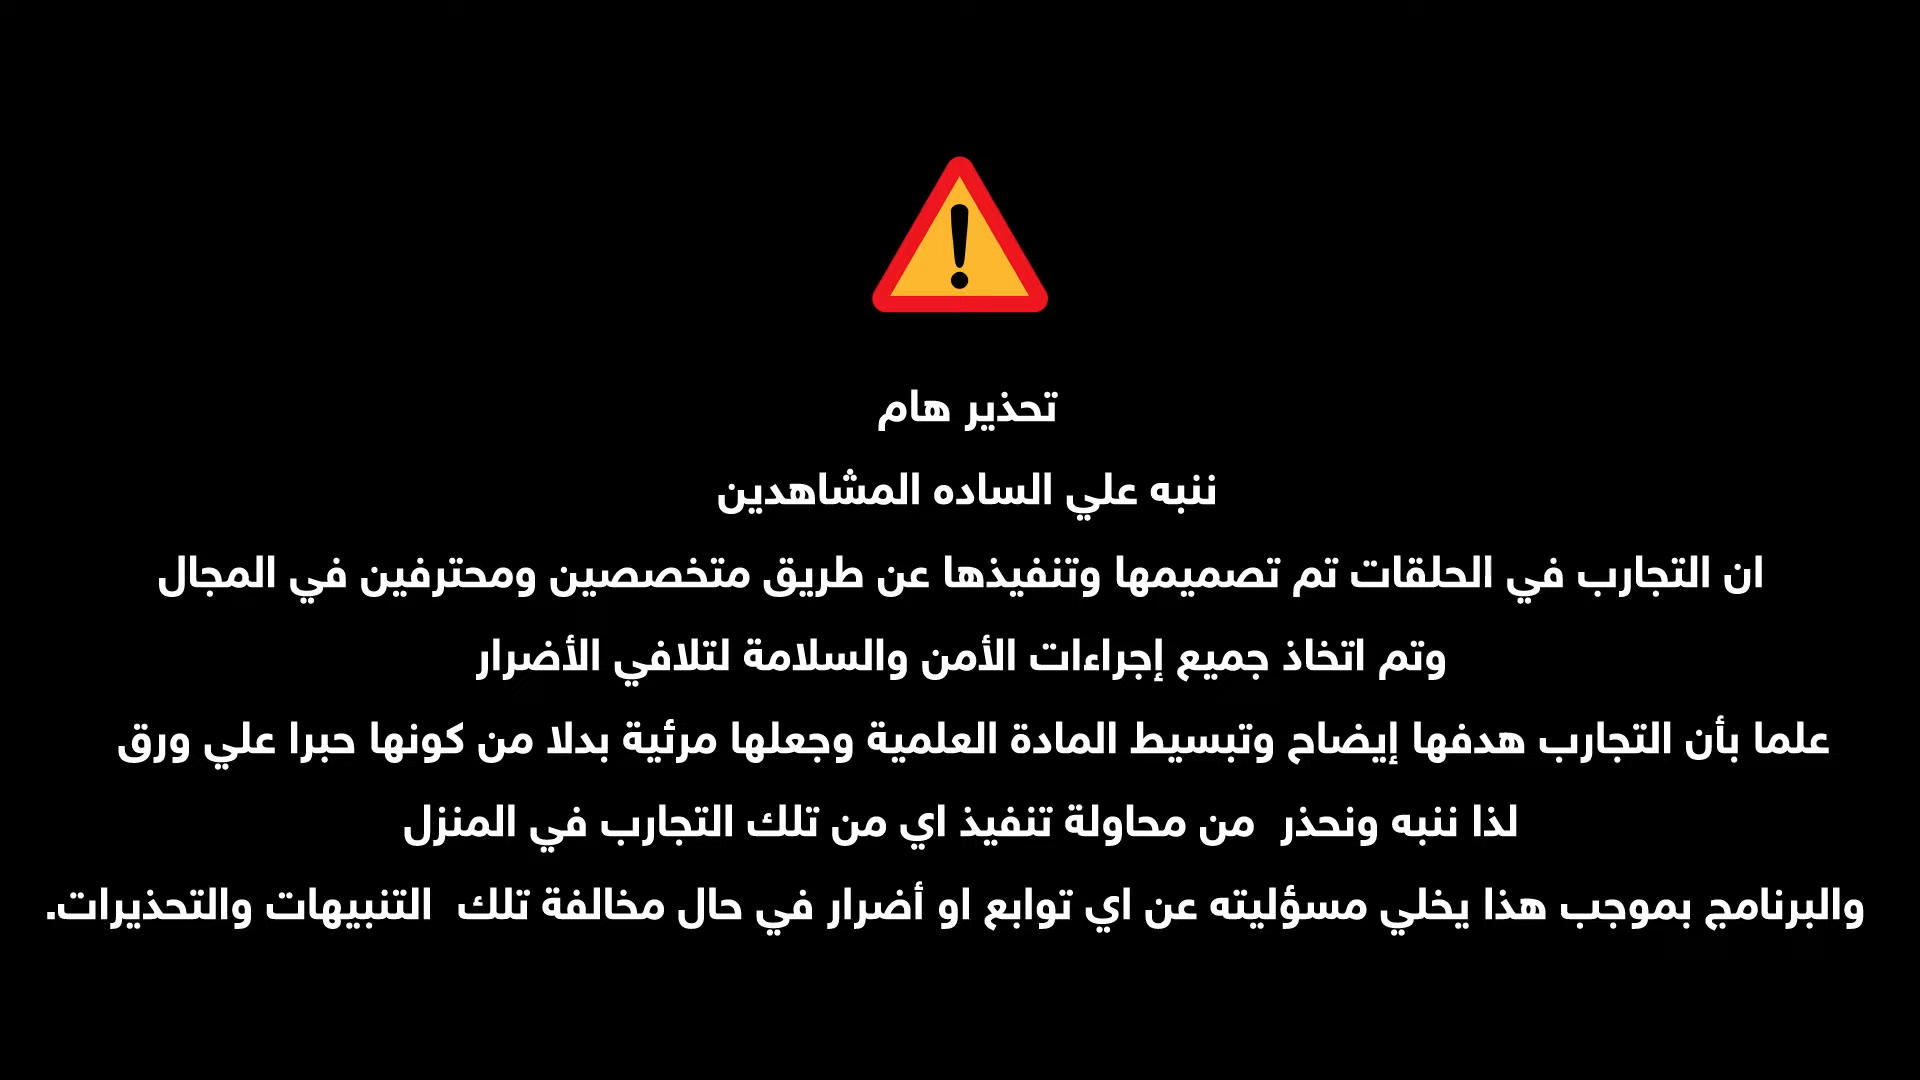 تحذير هام
ننبه علي الساده المشاهدين
ان التجارب في الحلقات تم تصميمها وتنفيذها عن طريق متخصصين ومحترفين في المجال
وتم اتخاذ جميع إجراءات الأمن والسلامة لتلافي الأضرار
علما بأن التجارب هدفها إيضاح وتبسيط المادة العلمية وجعلها مرئية بدلا من كونها حبرا علي ورق
لذا ننبه ونحذر من محاولة تنفيذ اي من تلك التجارب في المنزل
والبرنامج بموجب هذا يخلي مسؤليته عن اي توابع او أضرار في حال مخالفة تلك التنبيهات والتحذيرات.